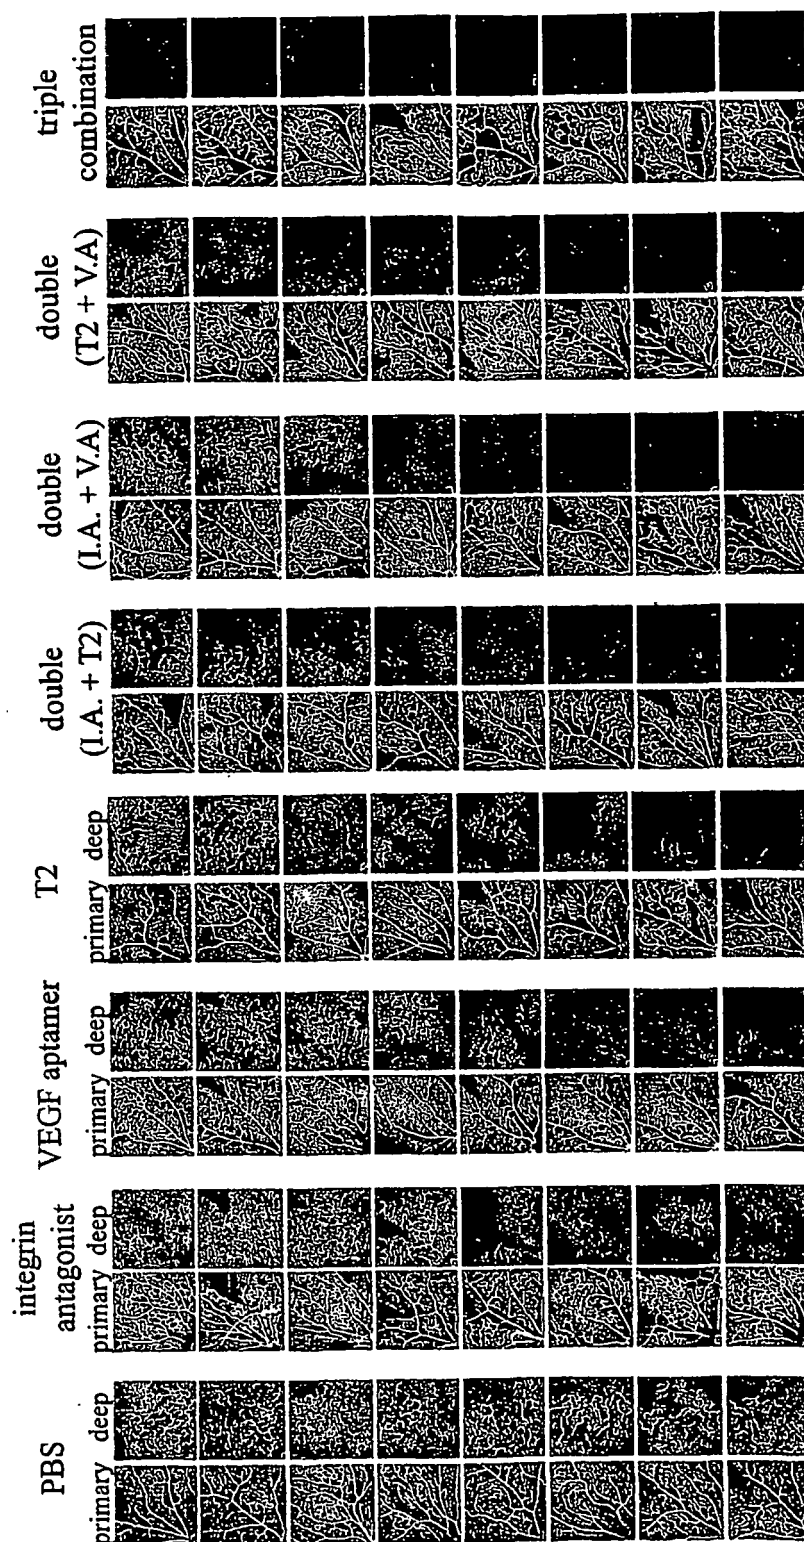 triple
combination
double
(T2 + V.A)
double
(I.A. + V.A)
double
(I.A. + T2)
T2
primary deep
VEGF aptamer
primary deep
integrin
antagonist
primary deep
PBS
primary deep